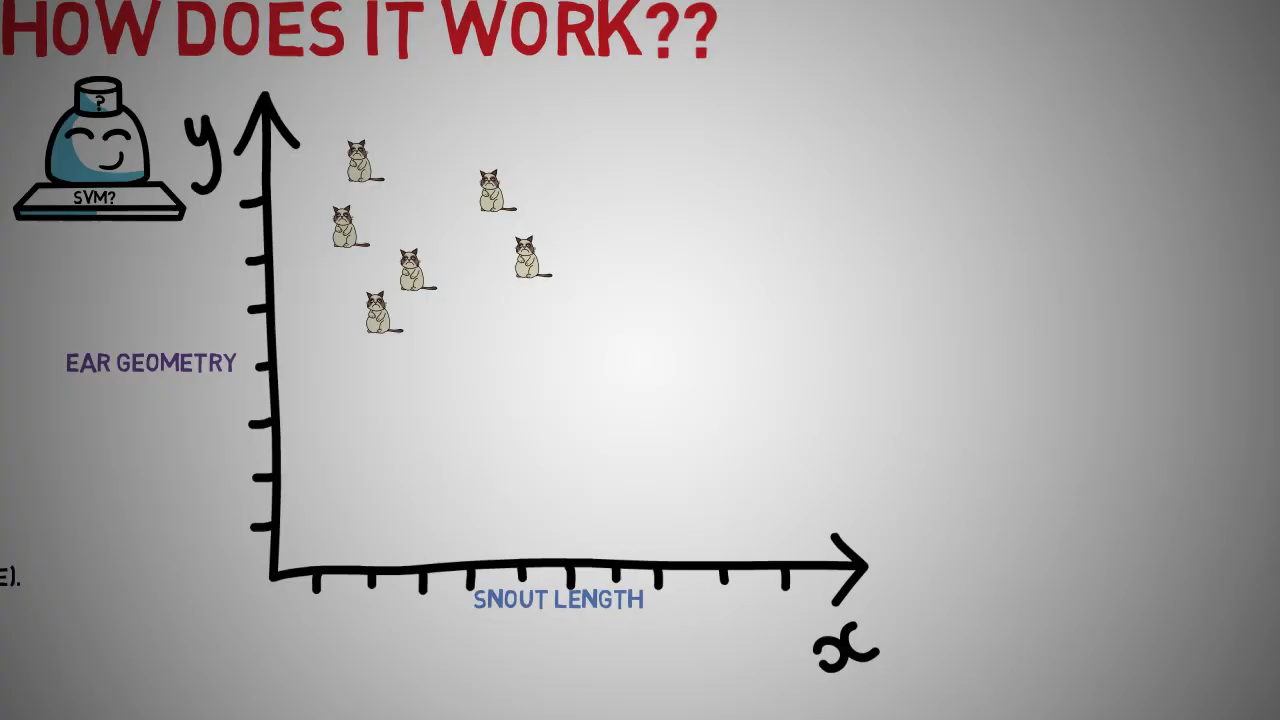 HOW DOES IT WORK??
?
SVM?
y
EAR GEOMETRY
E).
SNOUT LENGTH
x